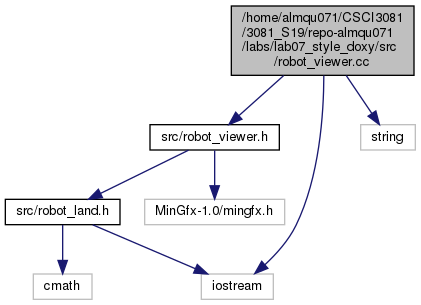 /home/almqu071/CSCI3081
/3081_S19/repo-almqu071
/labs/lab07_style_doxy/src
/robot_viewer.cc
src/robot_viewer.h
string
src/robot_land.h
MinGfx-1.0/mingfx.h
cmath
iostream